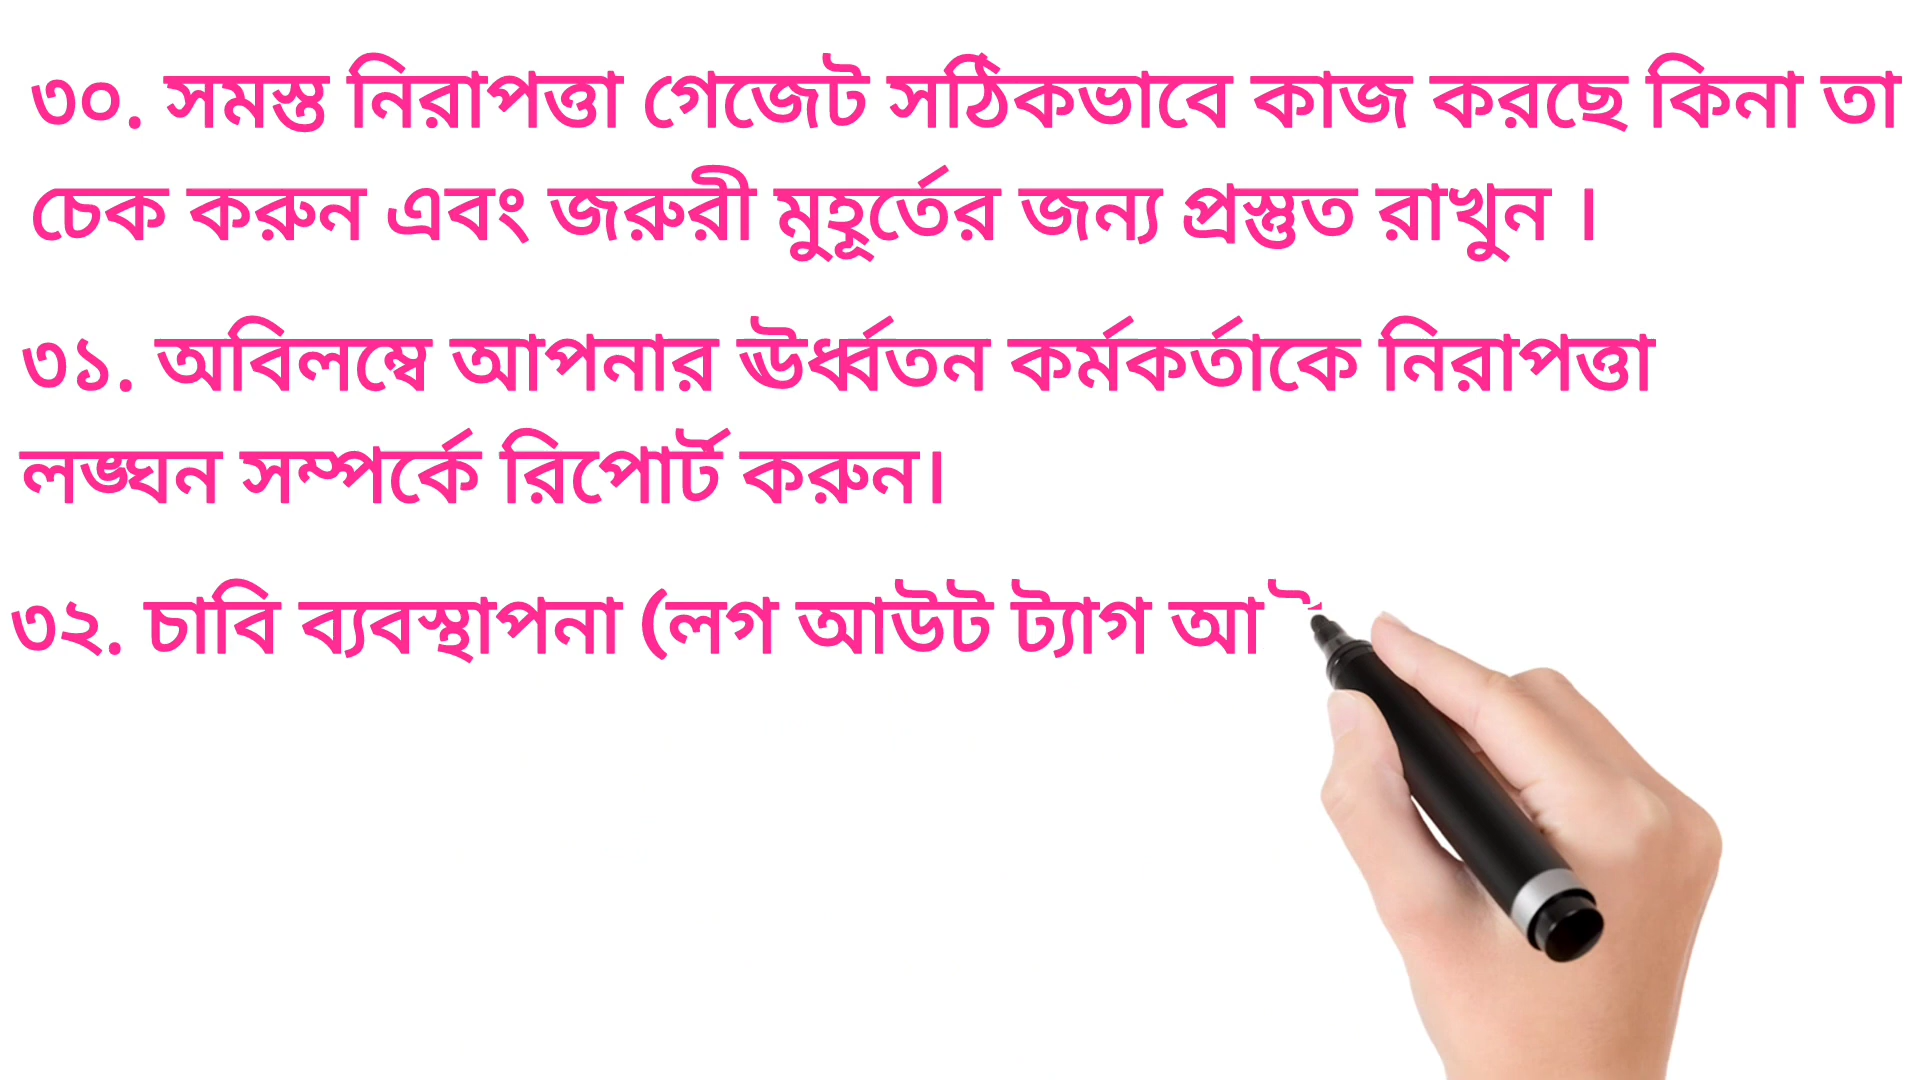 ৩০. সমস্ত নিরাপত্তা গেজেট সঠিকভাবে কাজ করছে কিনা তা
চেক করুন এবং জরুরী মুহূর্তের জন্য প্রস্তুত রাখুন ।
৩১. অবিলম্বে আপনার ঊর্ধ্বতন কর্মকর্তাকে নিরাপত্তা
লঙ্ঘন সম্পর্কে রিপোর্ট করুন।
৩২. চাবি ব্যবস্থাপনা (লগ আউট ট্যাগ